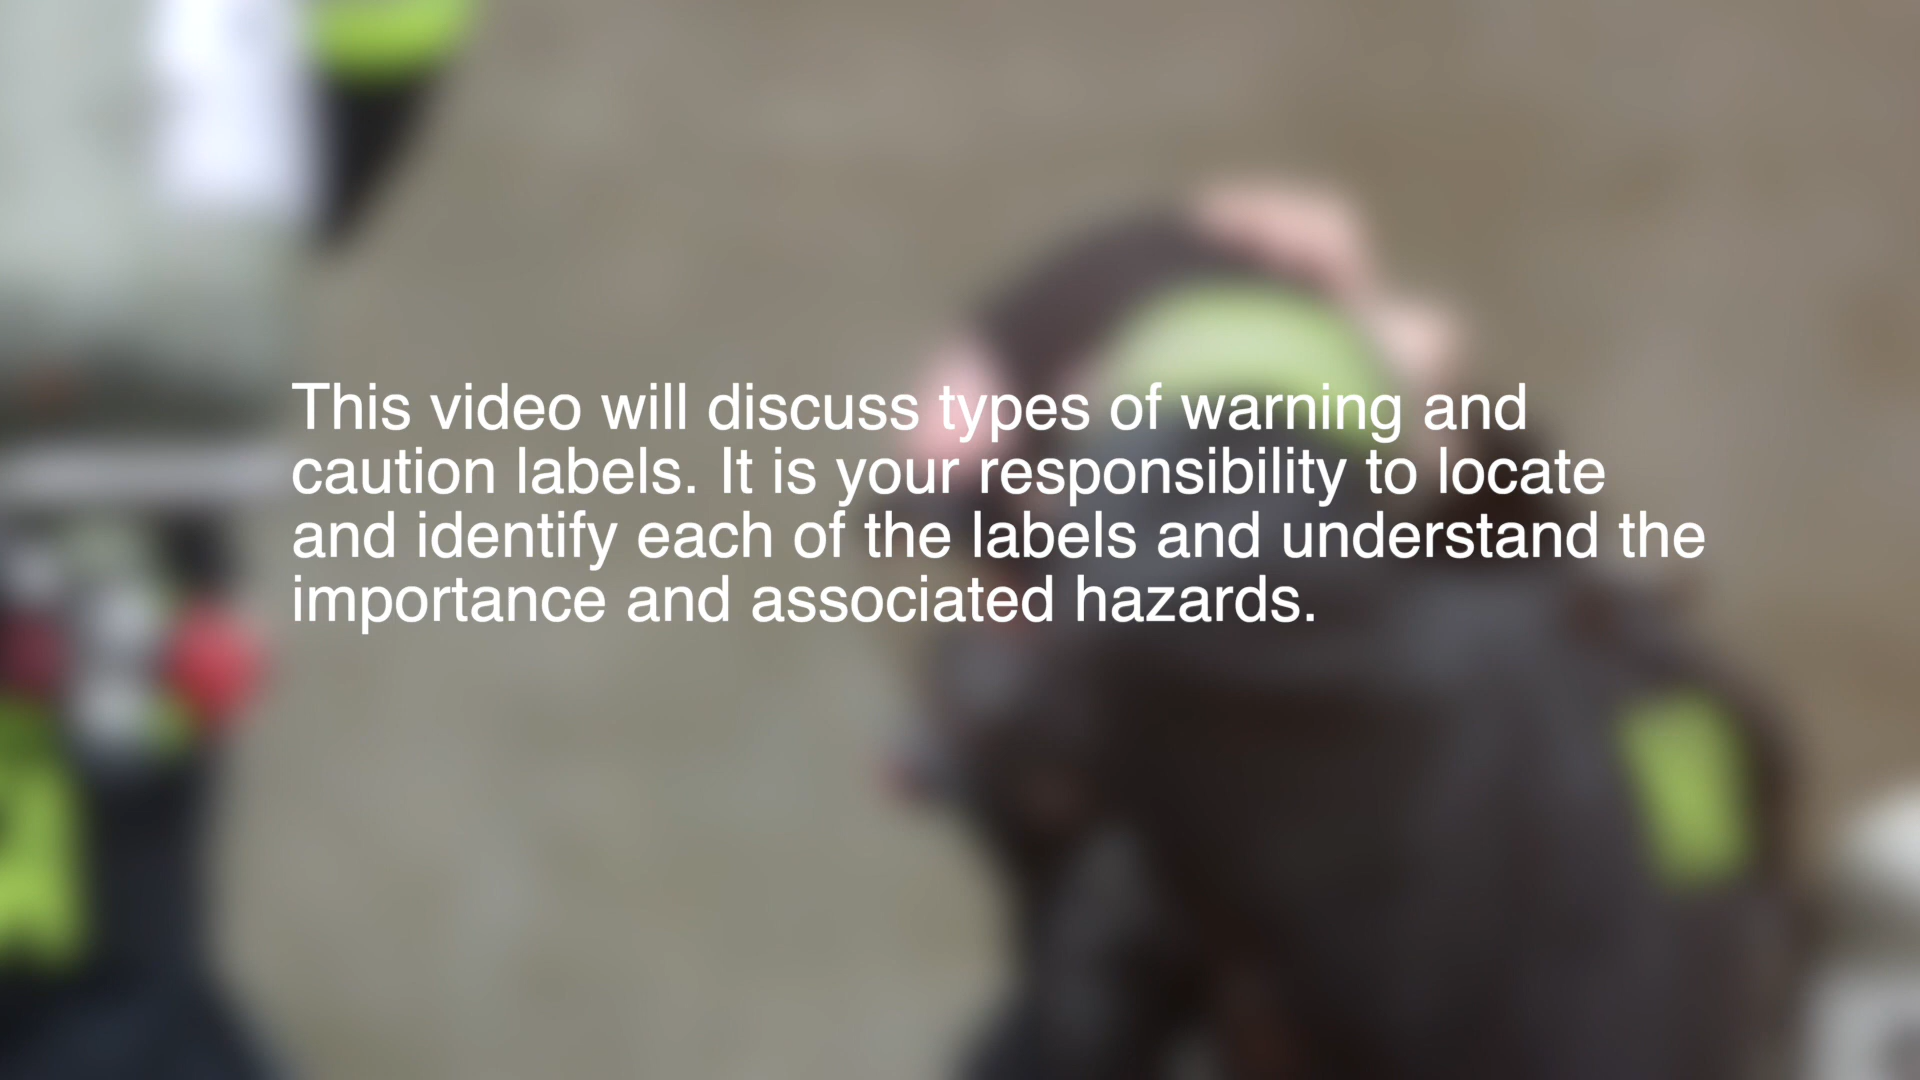 This video will discuss types of warning and
caution labels. It is your responsibility to locate
and identify each of the labels and understand the
importance and associated hazards.